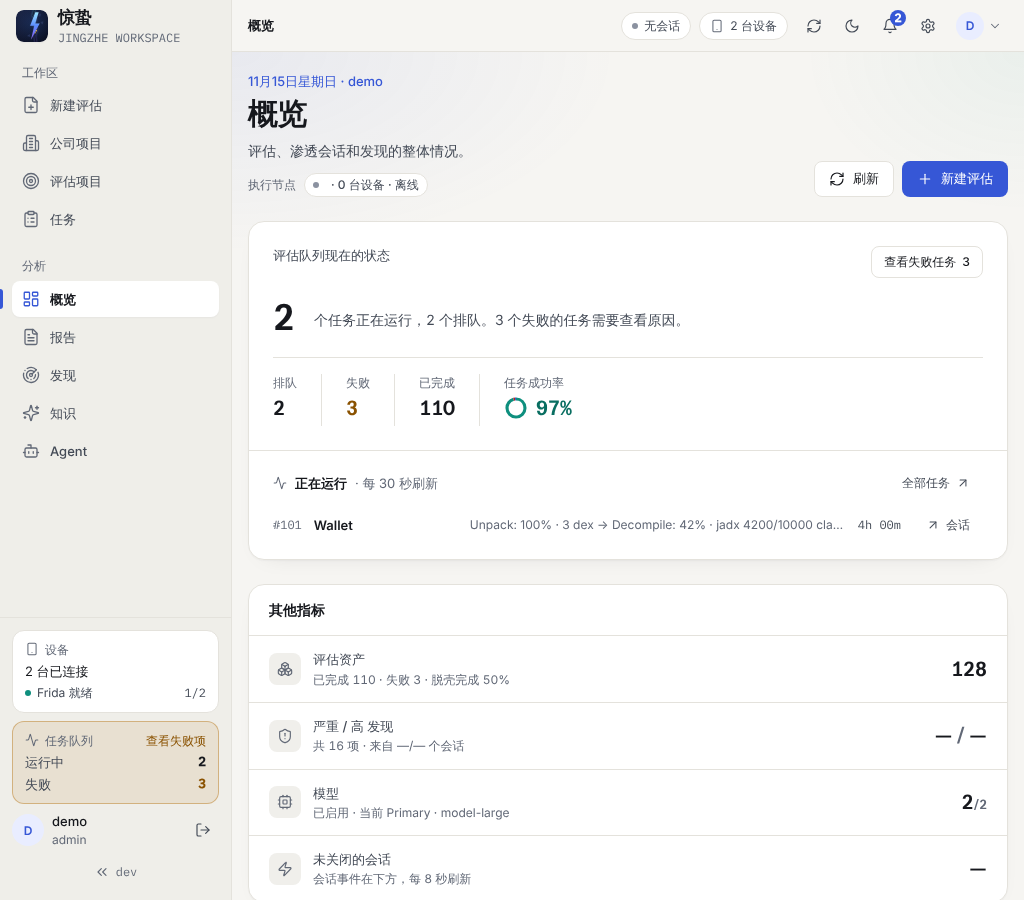 惊蛰
JINGZHE WORKSPACE
工作区
新建评估
公司项目
评估项目
任务
分析
概览
报告
发现
知识
Agent
设备
2 台已连接
Frida 就绪 1/2
任务队列 查看失败项
运行中 2
失败 3
D demo
admin
dev
概览
无会话
2 台设备
2
D
11月15日星期日 · demo
概览
评估、渗透会话和发现的整体情况。
执行节点 · 0 台设备 · 离线
刷新
新建评估
评估队列现在的状态
查看失败任务 3
2 个任务正在运行，2 个排队。3 个失败的任务需要查看原因。
排队 失败 已完成 任务成功率
2 3 110 97%
正在运行 · 每 30 秒刷新 全部任务
#101 Wallet Unpack: 100% · 3 dex → Decompile: 42% · jadx 4200/10000 cla… 4h 00m 会话
其他指标
评估资产
已完成 110 · 失败 3 · 脱壳完成 50%
128
严重 / 高 发现
共 16 项 · 来自 —/— 个会话
— / —
模型
已启用 · 当前 Primary · model-large
2/2
未关闭的会话
会话事件在下方，每 8 秒刷新
—